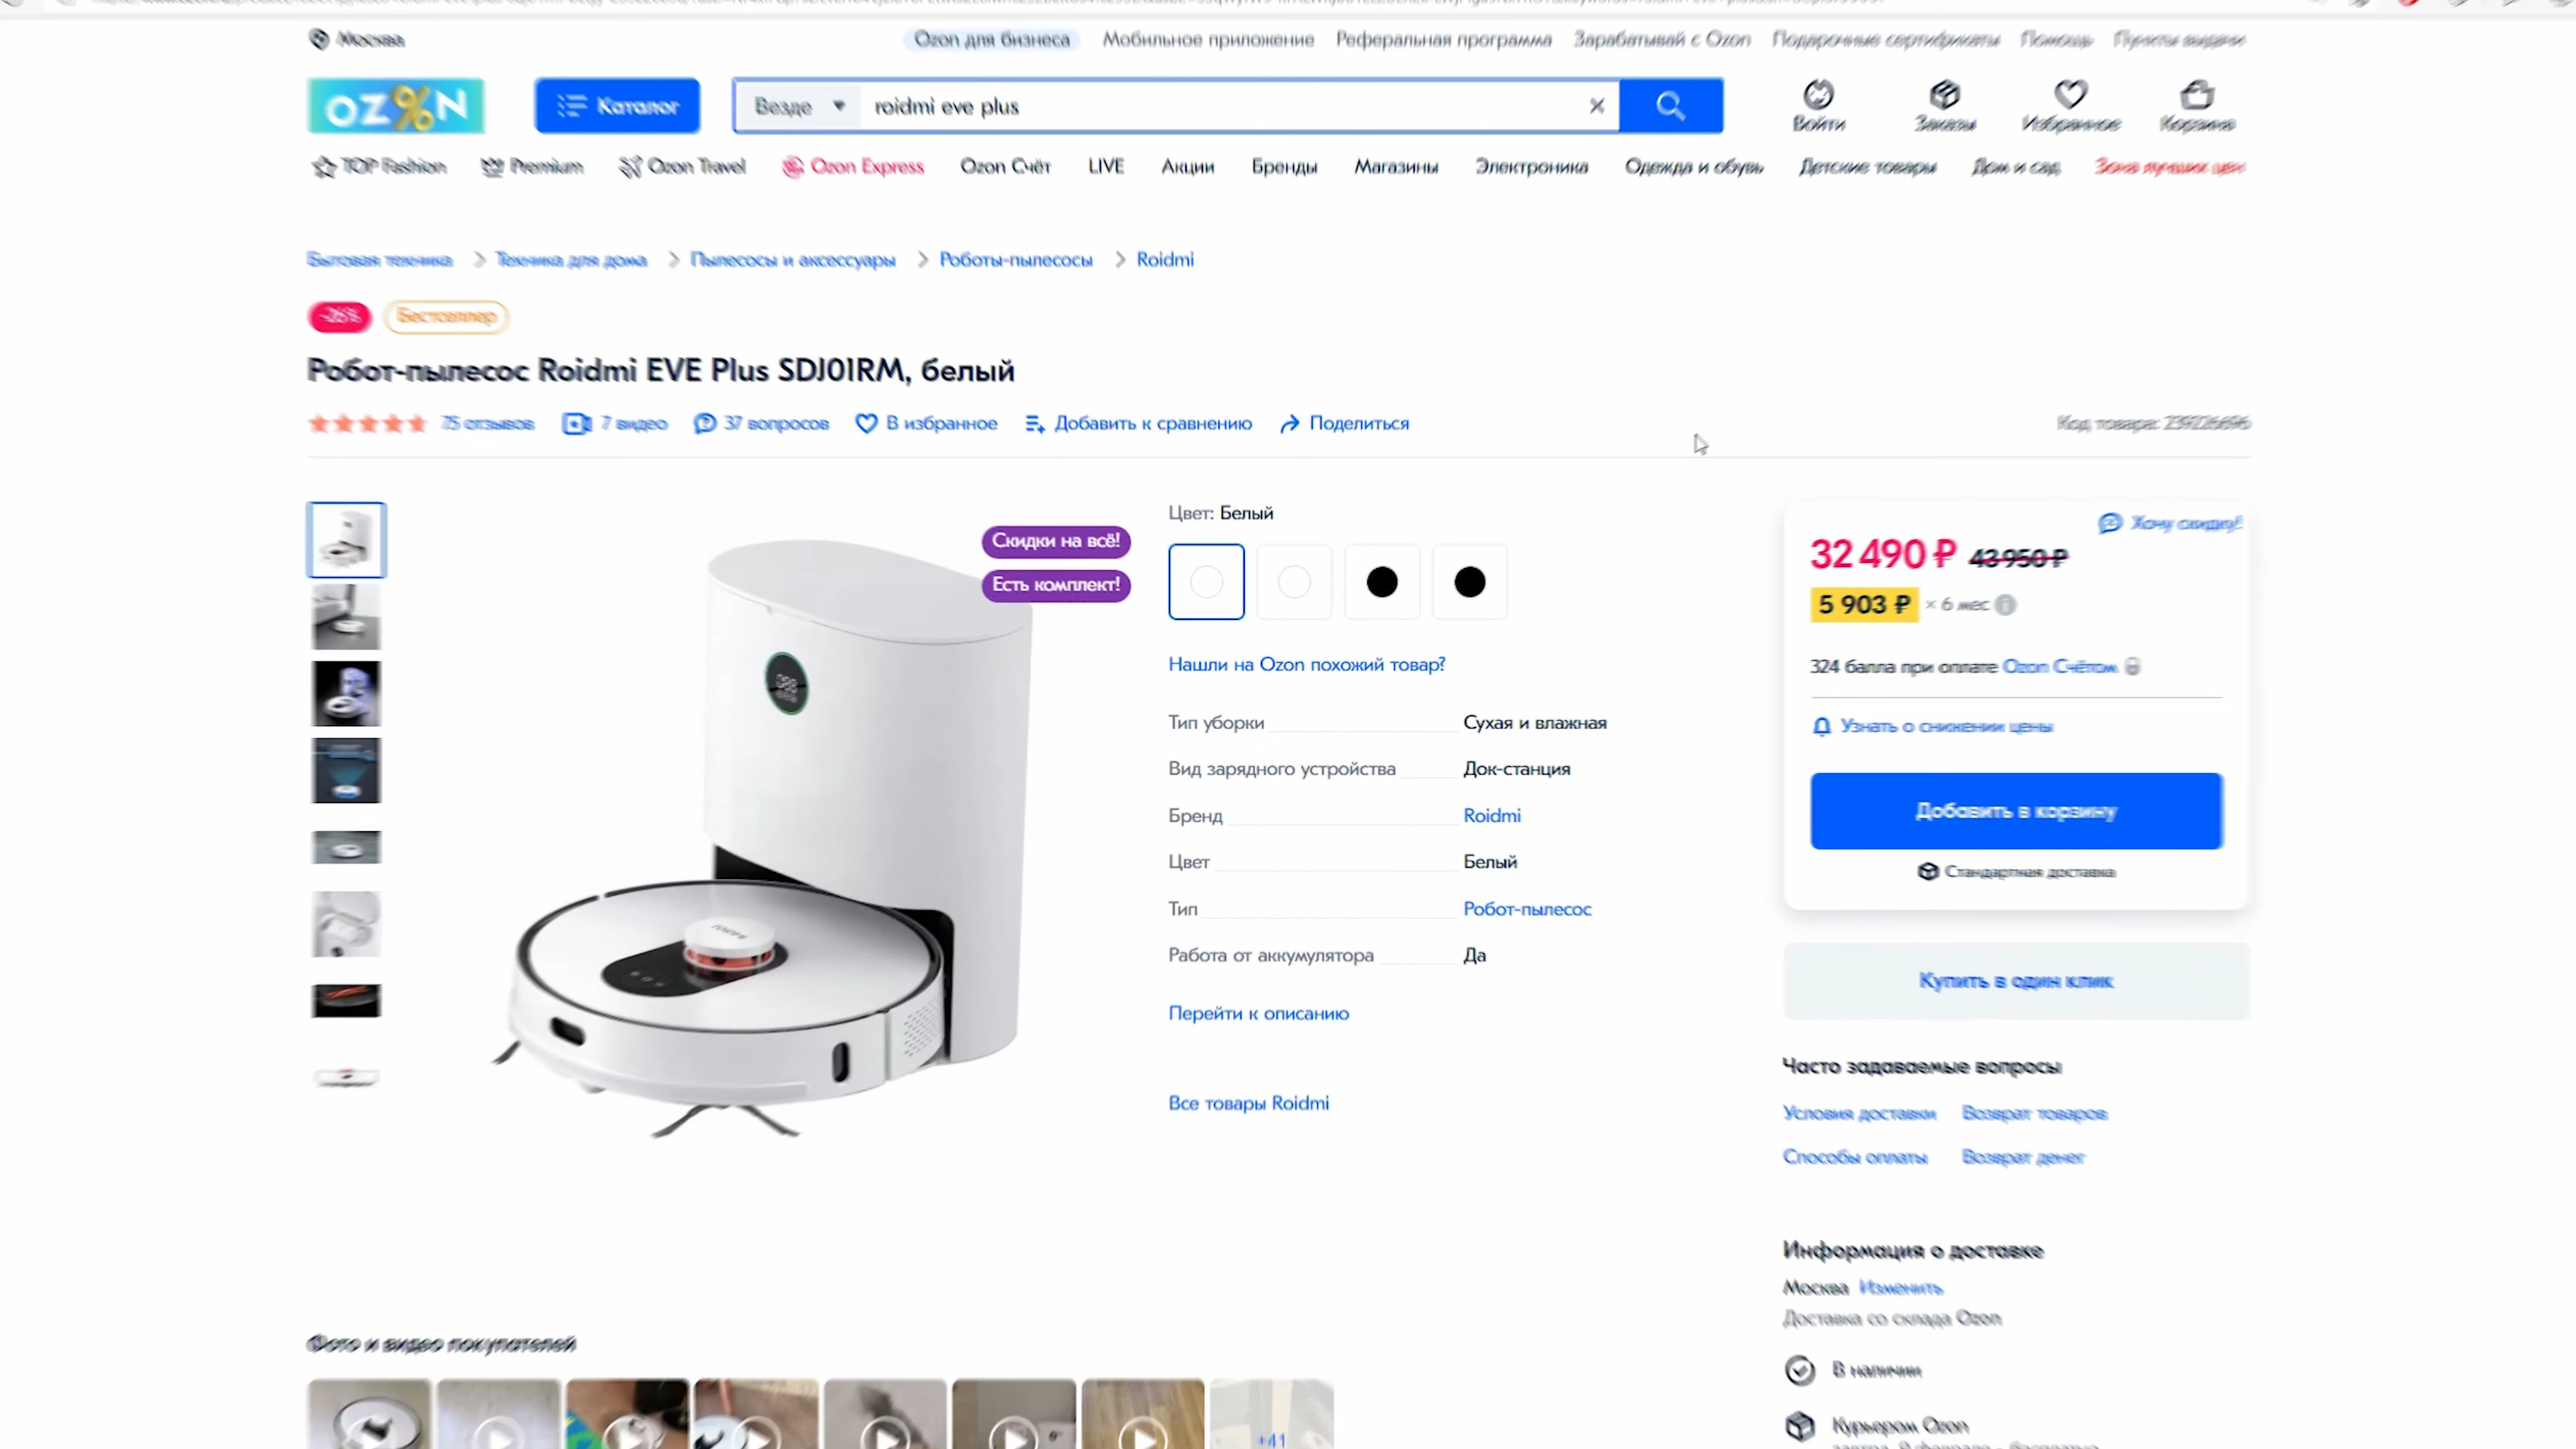 Москва
Ozon для бизнеса Мобильное приложение Реферальная программа Зарабатывай с Ozon Подарочные сертификаты Помощь Пункты выдачи
OZ%N Каталог Везде roidmi eve plus Войти Заказы Избранное Корзина
TOP Fashion Premium Ozon Travel Ozon Express Ozon Счёт LIVE Акции Бренды Магазины Электроника Одежда и обувь Детские товары Дом и сад Зона лучших цен
Бытовая техника Техника для дома Пылесосы и аксессуары Роботы-пылесосы Roidmi
-26% Бестселлер
Робот-пылесос Roidmi EVE Plus SDJ01RM, белый
75 отзывов 7 видео 37 вопросов В избранное Добавить к сравнению Поделиться
Код товара:
Скидки на всё!
Есть комплект!
Цвет: Белый
Нашли на Ozon похожий товар?
Тип уборки Сухая и влажная
Вид зарядного устройства Док-станция
Бренд Roidmi
Цвет Белый
Тип Робот-пылесос
Работа от аккумулятора Да
Перейти к описанию
Все товары Roidmi
Хочу скидку!
32 490 ₽ 43 950 ₽
5 903 ₽ × 6 мес
324 балла при оплате Ozon Счётом
Узнать о снижении цены
Добавить в корзину
Стандартная доставка
Купить в один клик
Часто задаваемые вопросы
Условия доставки Возврат товаров
Способы оплаты Возврат денег
Информация о доставке
Москва Изменить
Доставка со склада Ozon
В наличии
Курьером Ozon
Фото и видео покупателей
+41